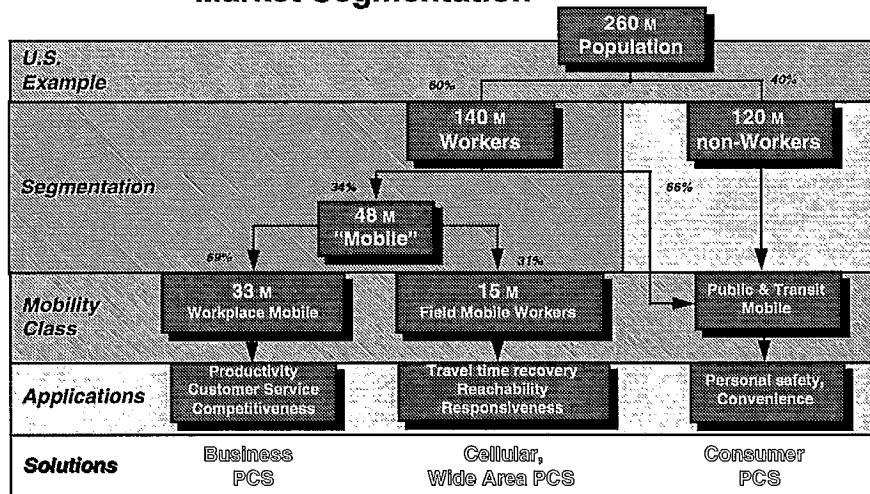 Market Segmentation
260 M
Population
U.S.
Example
60%
40%
140 M
Workers
120 M
non-Workers
Segmentation
34%
66%
48 M
"Mobile"
69%
31%
Mobility
Class
33 M
Workplace Mobile
15 M
Field Mobile Workers
Public & Transit
Mobile
Applications
Productivity
Customer Service
Competitiveness
Travel time recovery
Reachability
Responsiveness
Personal safety,
Convenience
Solutions
Business
PCS
Cellular,
Wide Area PCS
Consumer
PCS